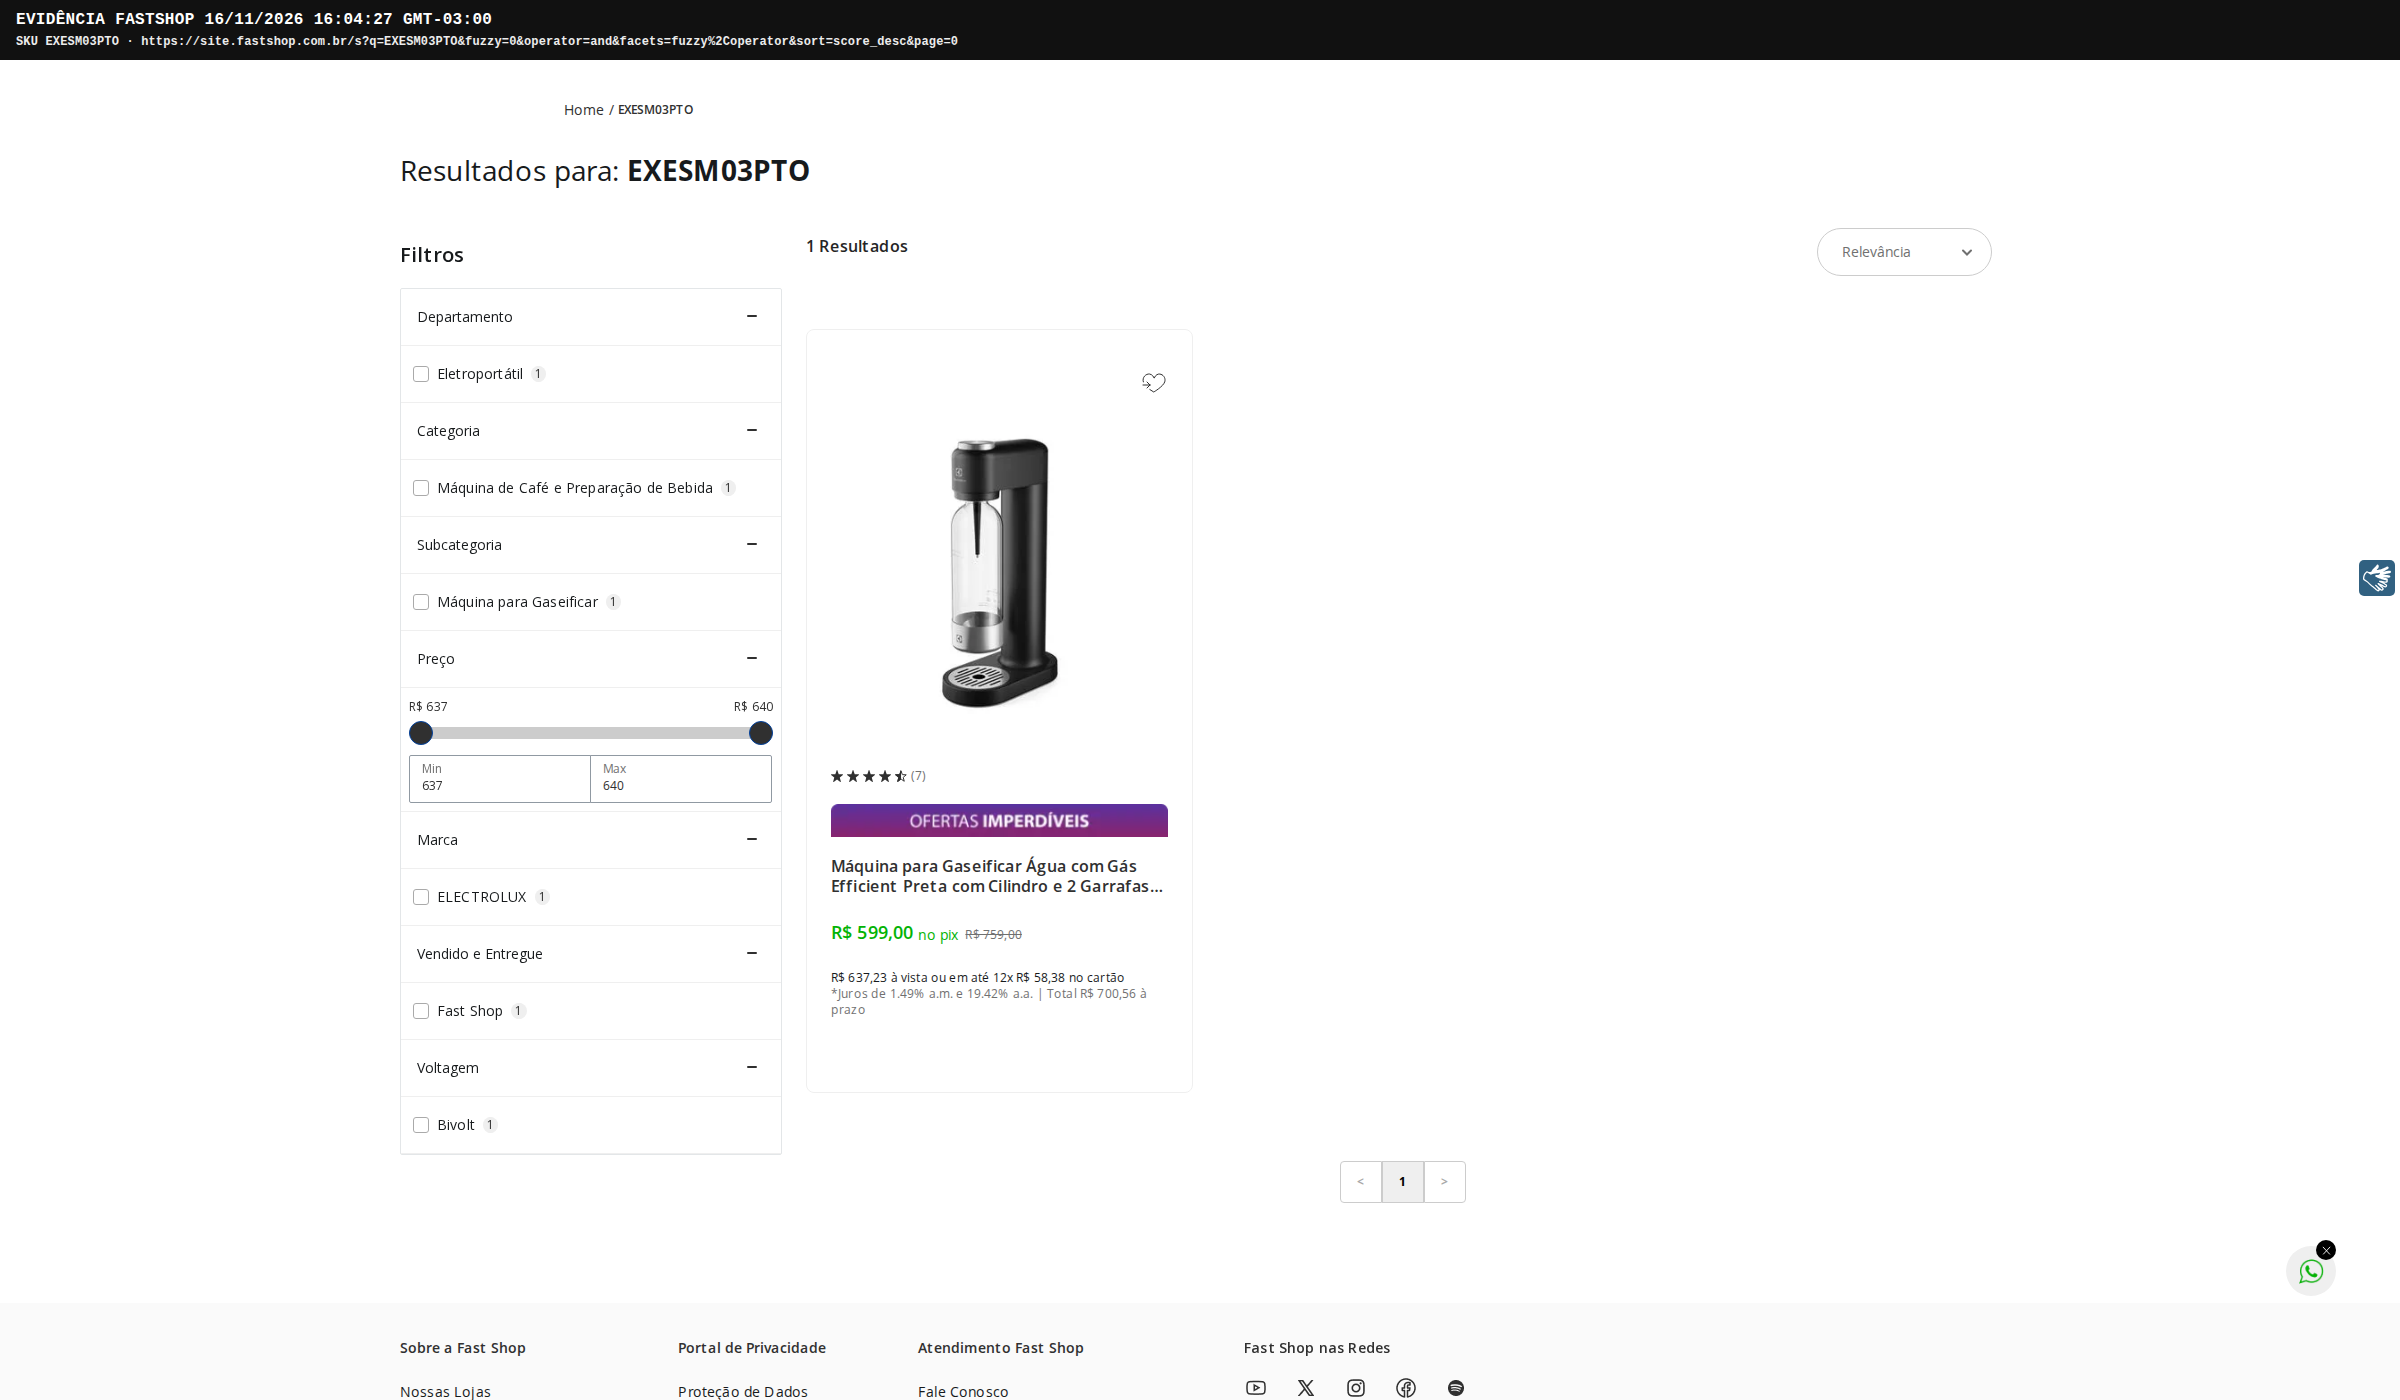 EVIDÊNCIA FASTSHOP 16/11/2026 16:04:27 GMT-03:00
SKU EXESM03PTO · https://site.fastshop.com.br/s?q=EXESM03PTO&fuzzy=0&operator=and&facets=fuzzy%2Coperator&sort=score_desc&page=0
Home / EXESM03PTO
Resultados para: EXESM03PTO
Filtros
Departamento
Eletroportátil 1
Categoria
Máquina de Café e Preparação de Bebida 1
Subcategoria
Máquina para Gaseificar 1
Preço
R$ 637 R$ 640
Min Max
637 640
Marca
ELECTROLUX 1
Vendido e Entregue
Fast Shop 1
Voltagem
Bivolt 1
1 Resultados
Relevância
(7)
OFERTAS IMPERDÍVEIS
Máquina para Gaseificar Água com Gás
Efficient Preta com Cilindro e 2 Garrafas...
R$ 599,00 no pix R$ 759,00
R$ 637,23 à vista ou em até 12x R$ 58,38 no cartão
*Juros de 1.49% a.m. e 19.42% a.a. | Total R$ 700,56 à
prazo
< 1 >
Sobre a Fast Shop
Nossas Lojas
Portal de Privacidade
Proteção de Dados
Atendimento Fast Shop
Fale Conosco
Fast Shop nas Redes